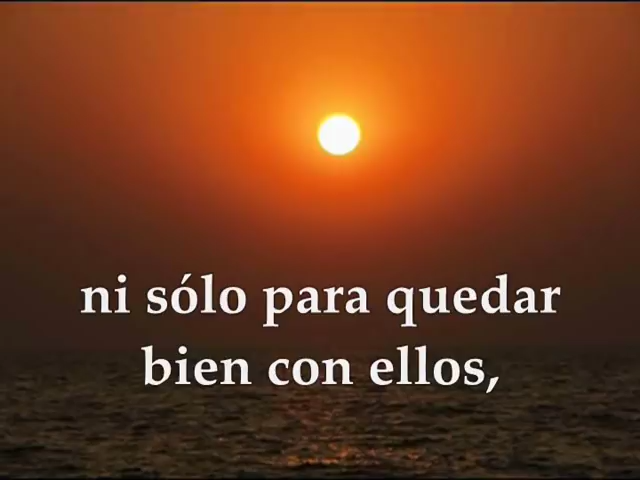 ni sólo para quedar
bien con ellos,